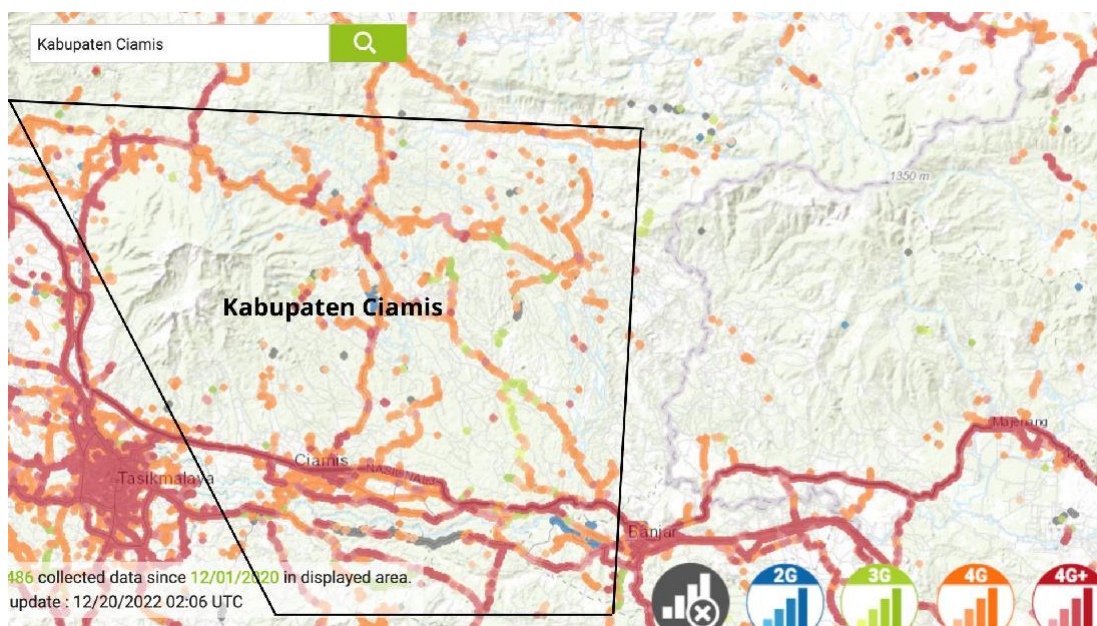 Kabupaten Ciamis
1350 m
Kabupaten Ciamis
Majenang
Ciamis
Tasikmalaya
Banjar
486 collected data since 12/01/2020 in displayed area.
update : 12/20/2022 02:06 UTC
2G
3G
4G
4G+